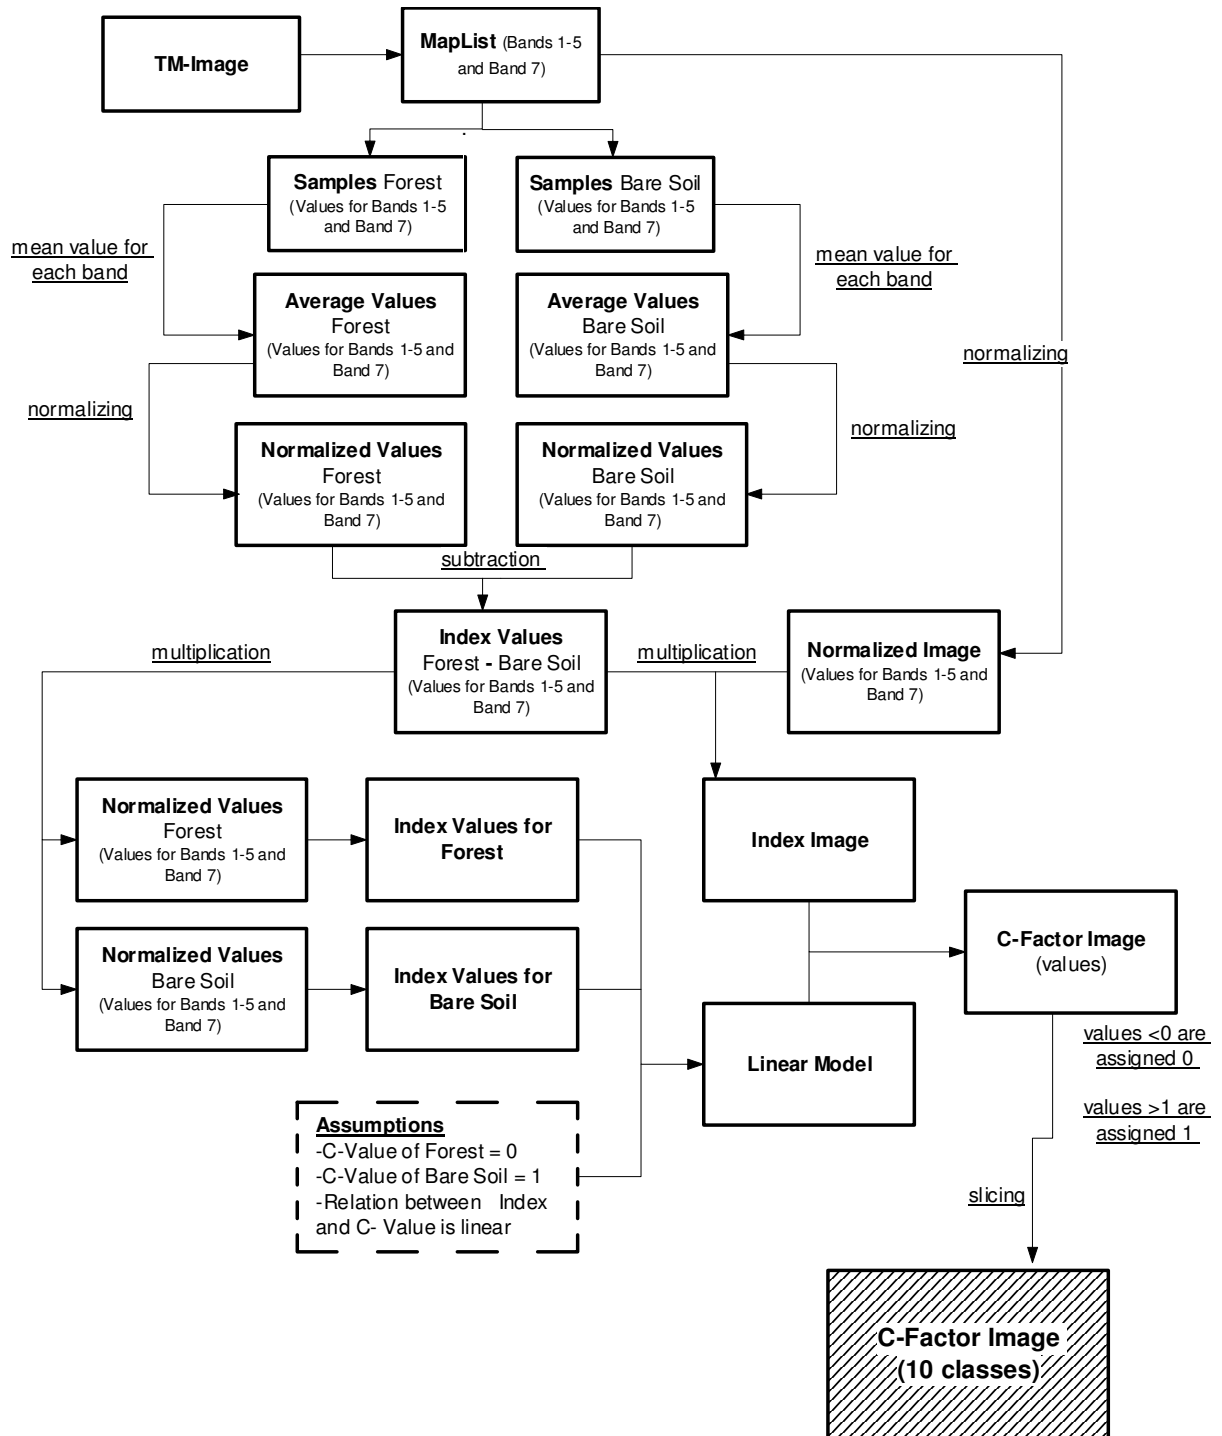 TM-Image
MapList (Bands 1-5
and Band 7)
Samples Forest
(Values for Bands 1-5
and Band 7)
Samples Bare Soil
(Values for Bands 1-5
and Band 7)
mean value for
each band
mean value for
each band
Average Values
Forest
(Values for Bands 1-5 and
Band 7)
Average Values
Bare Soil
(Values for Bands 1-5 and
Band 7)
normalizing
normalizing
normalizing
Normalized Values
Forest
(Values for Bands 1-5 and
Band 7)
Normalized Values
Bare Soil
(Values for Bands 1-5 and
Band 7)
subtraction
multiplication
Index Values
Forest - Bare Soil
(Values for Bands 1-5 and
Band 7)
multiplication
Normalized Image
(Values for Bands 1-5 and
Band 7)
Normalized Values
Forest
(Values for Bands 1-5 and
Band 7)
Index Values for
Forest
Index Image
Normalized Values
Bare Soil
(Values for Bands 1-5 and
Band 7)
Index Values for
Bare Soil
C-Factor Image
(values)
Linear Model
values <0 are
assigned 0
values >1 are
assigned 1
Assumptions
-C-Value of Forest = 0
-C-Value of Bare Soil = 1
-Relation between Index
and C- Value is linear
slicing
C-Factor Image
(10 classes)